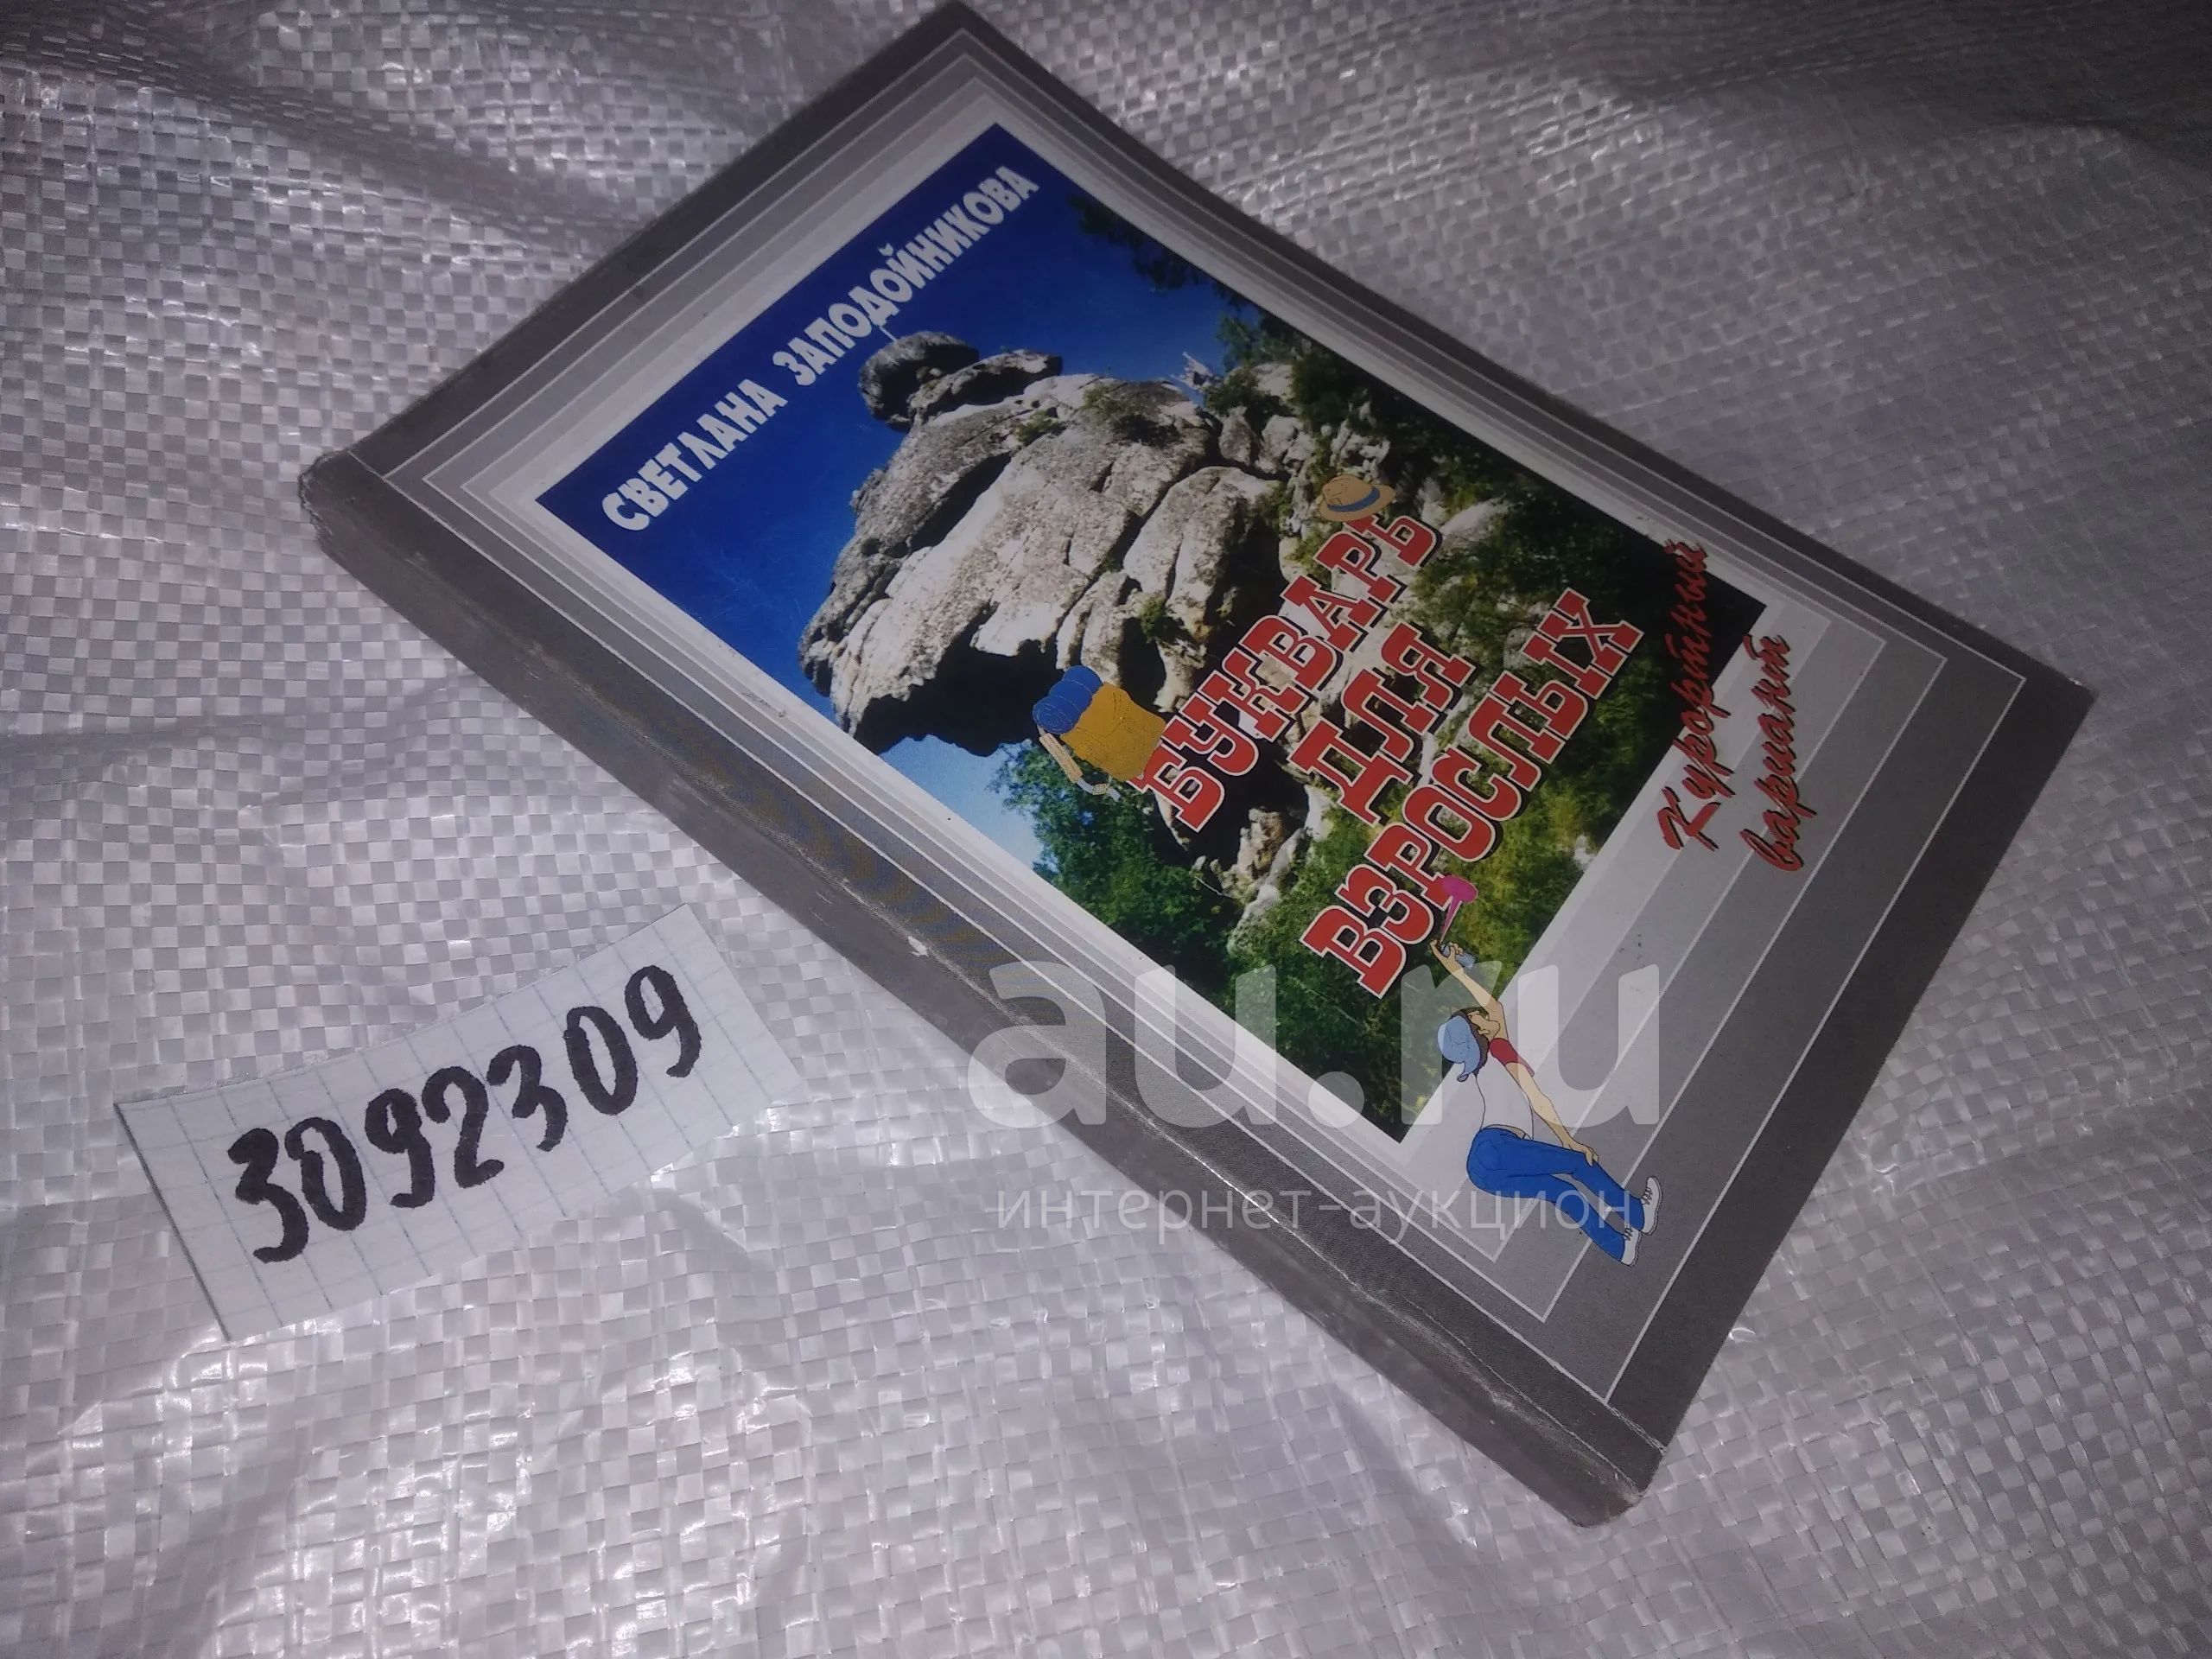 СВЕТЛАНА ЗАПОДОЙНИКОВА
БУКВАРЬ
ДЛЯ
ВЗРОСЛЫХ
Курортный
вариант
3092309
au.ru
интернет-аукцион